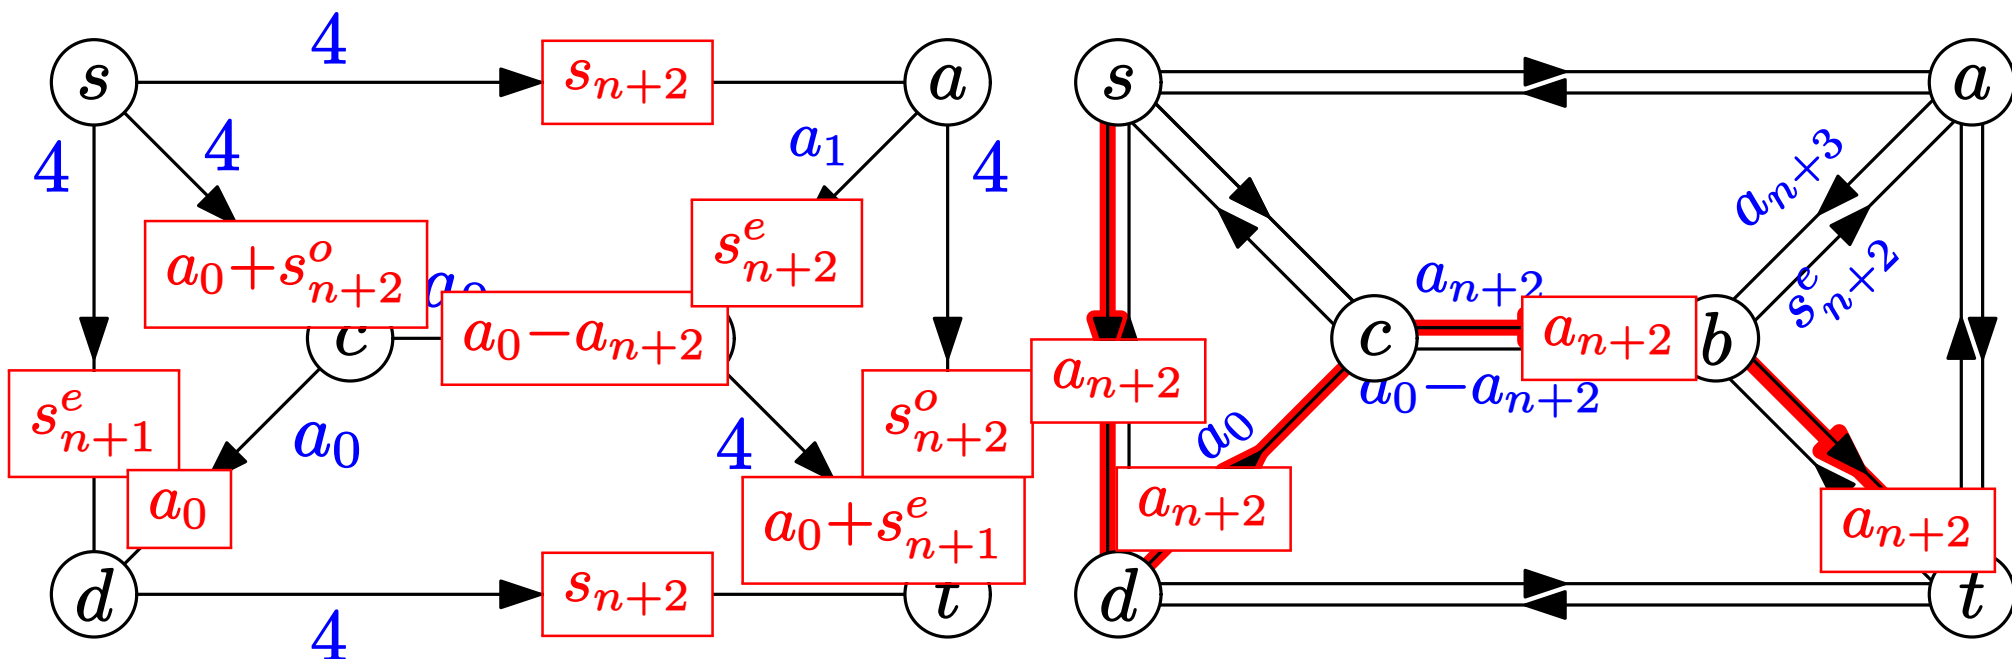 4
s s_{n+2} a
4 4 a_1 4
a_0+s^o_{n+2} s^e_{n+2}
c a_0-a_{n+2}
s^e_{n+1} a_0 4 s^o_{n+2}
a_0 a_0+s^e_{n+1}
d s_{n+2} t
4
s a
a_{n+3}
a_{n+2} s^e_{n+2}
c a_{n+2} b
a_{n+2} a_0 a_0-a_{n+2}
a_{n+2} a_{n+2}
d t